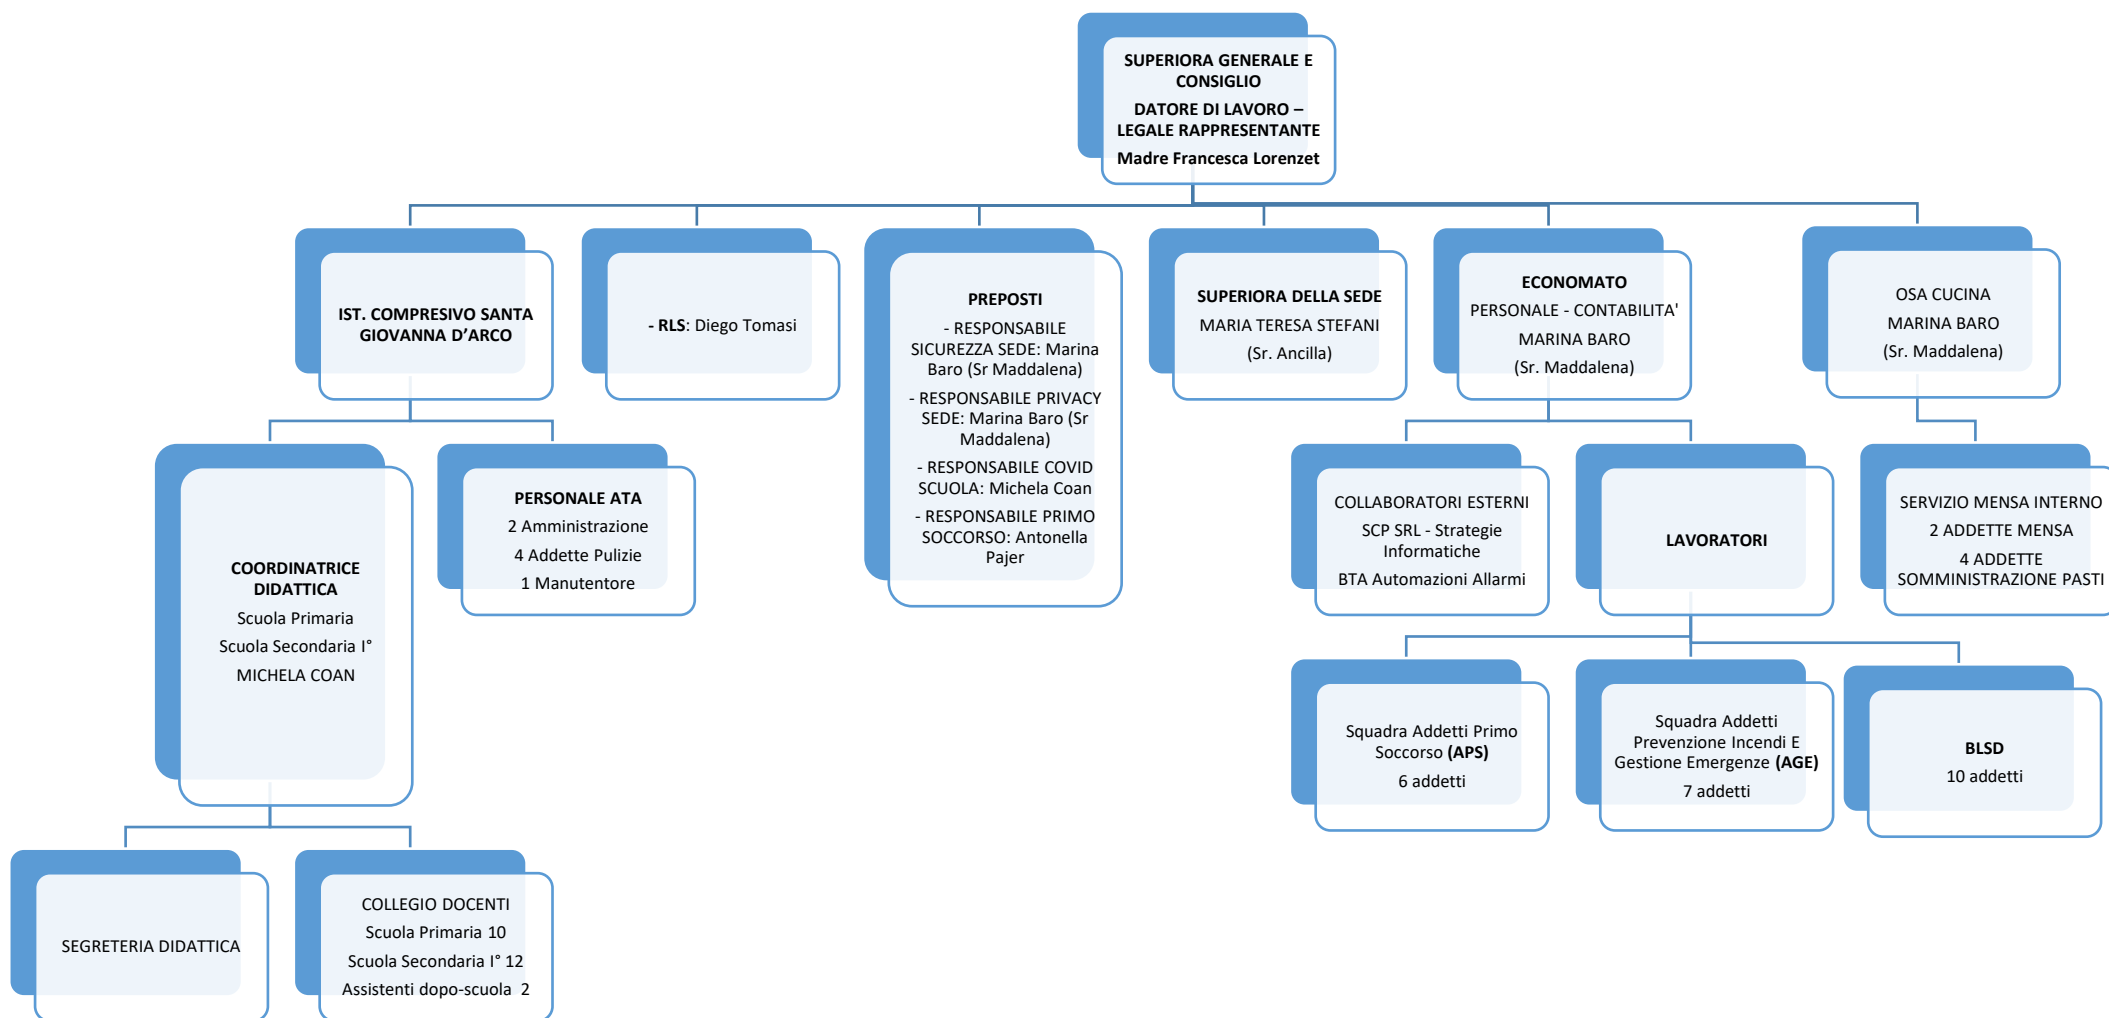 SUPERIORA GENERALE E
CONSIGLIO
DATORE DI LAVORO –
LEGALE RAPPRESENTANTE
Madre Francesca Lorenzet
IST. COMPRESIVO SANTA
GIOVANNA D’ARCO
- RLS: Diego Tomasi
PREPOSTI
- RESPONSABILE
SICUREZZA SEDE: Marina
Baro (Sr Maddalena)
- RESPONSABILE PRIVACY
SEDE: Marina Baro (Sr
Maddalena)
- RESPONSABILE COVID
SCUOLA: Michela Coan
- RESPONSABILE PRIMO
SOCCORSO: Antonella
Pajer
SUPERIORA DELLA SEDE
MARIA TERESA STEFANI
(Sr. Ancilla)
ECONOMATO
PERSONALE - CONTABILITA'
MARINA BARO
(Sr. Maddalena)
OSA CUCINA
MARINA BARO
(Sr. Maddalena)
COORDINATRICE
DIDATTICA
Scuola Primaria
Scuola Secondaria I°
MICHELA COAN
PERSONALE ATA
2 Amministrazione
4 Addette Pulizie
1 Manutentore
COLLABORATORI ESTERNI
SCP SRL - Strategie
Informatiche
BTA Automazioni Allarmi
LAVORATORI
SERVIZIO MENSA INTERNO
2 ADDETTE MENSA
4 ADDETTE
SOMMINISTRAZIONE PASTI
Squadra Addetti Primo
Soccorso (APS)
6 addetti
Squadra Addetti
Prevenzione Incendi E
Gestione Emergenze (AGE)
7 addetti
BLSD
10 addetti
SEGRETERIA DIDATTICA
COLLEGIO DOCENTI
Scuola Primaria 10
Scuola Secondaria I° 12
Assistenti dopo-scuola 2